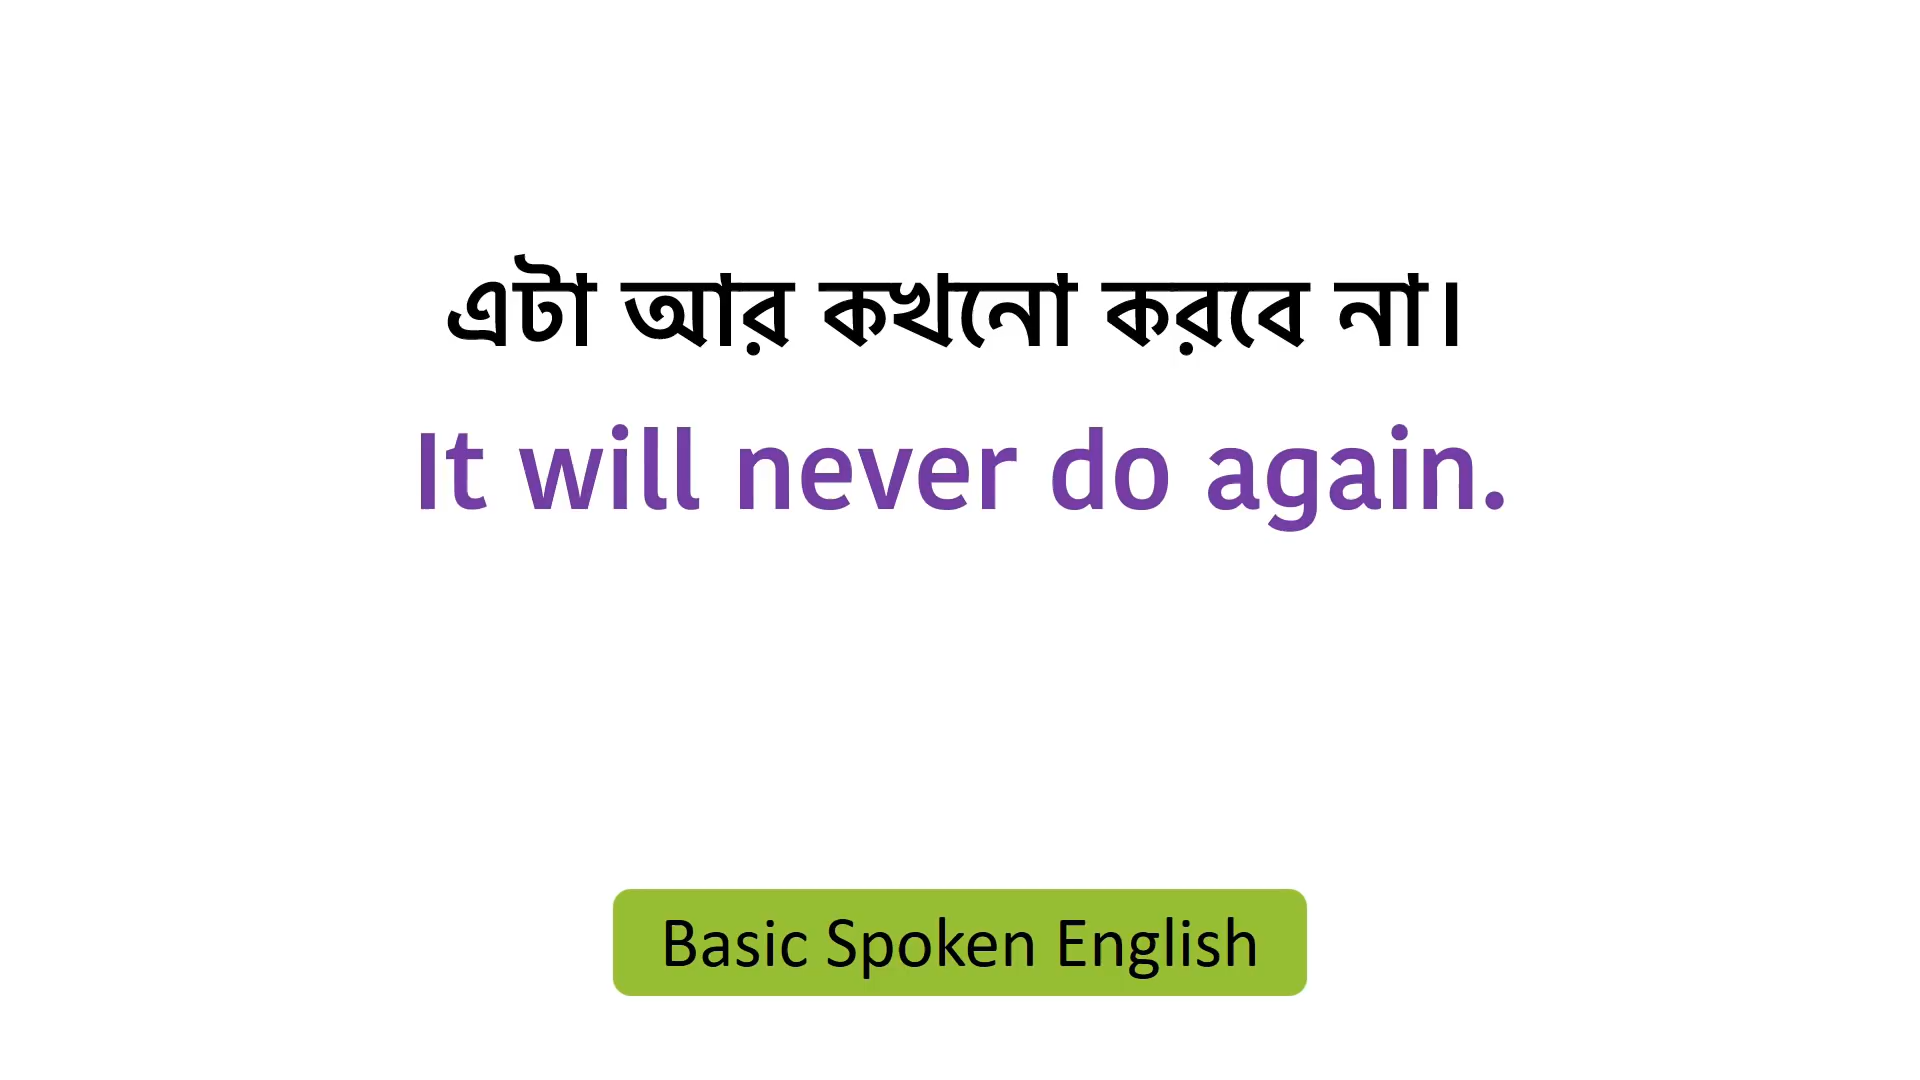 এটা আর কখনো করবে না।
It will never do again.
Basic Spoken English